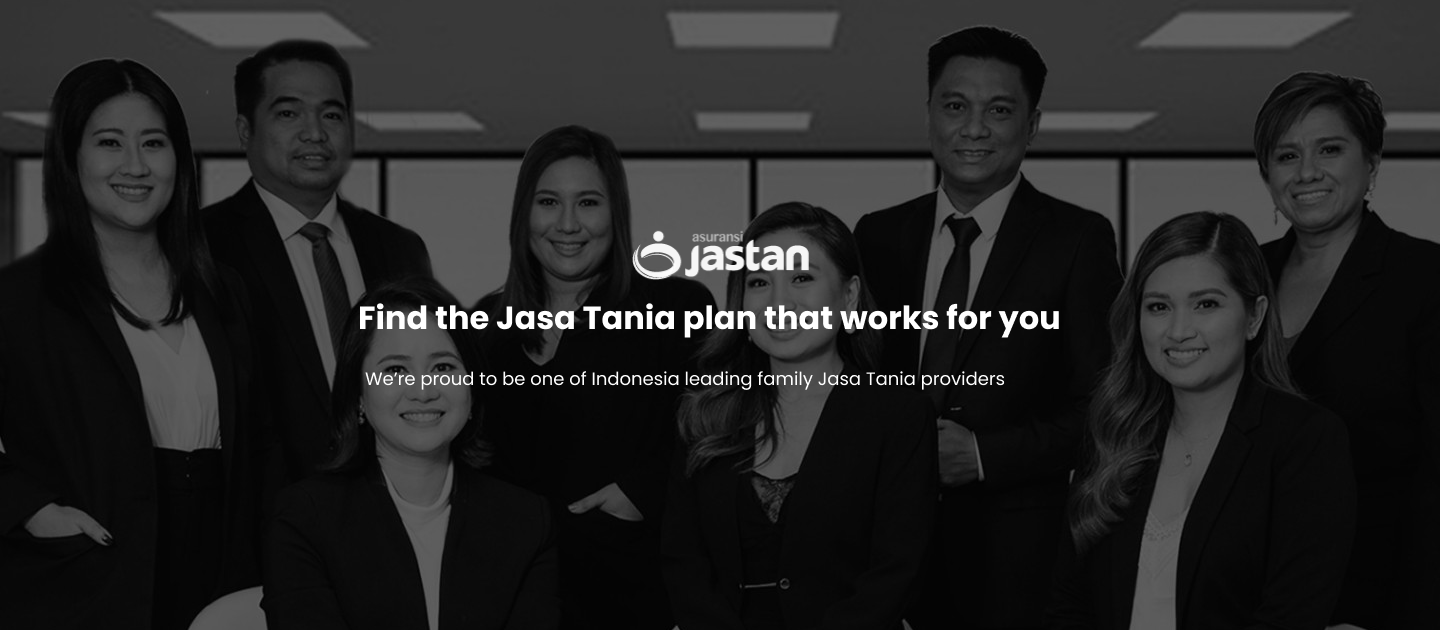 asuransi
jastan
Find the Jasa Tania plan that works for you
We're proud to be one of Indonesia leading family Jasa Tania providers